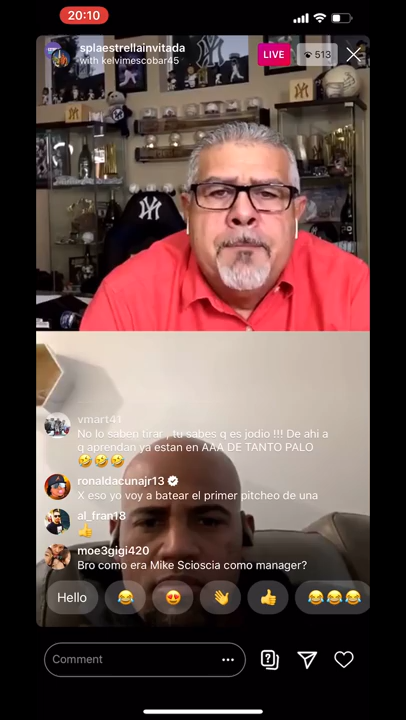 20:10
splaestrellainvitada
with kelvimescobar45
LIVE
513
vmart41
No lo saben tirar , tu sabes q es jodio !!! De ahi a
q aprendan ya estan en AAA DE TANTO PALO
🤣🤣🤣
ronaldacunajr13
X eso yo voy a batear el primer pitcheo de una
al_fran18
👍
moe3gigi420
Bro como era Mike Scioscia como manager?
Hello
😂 😍 👋 👍 😂😂😂
Comment